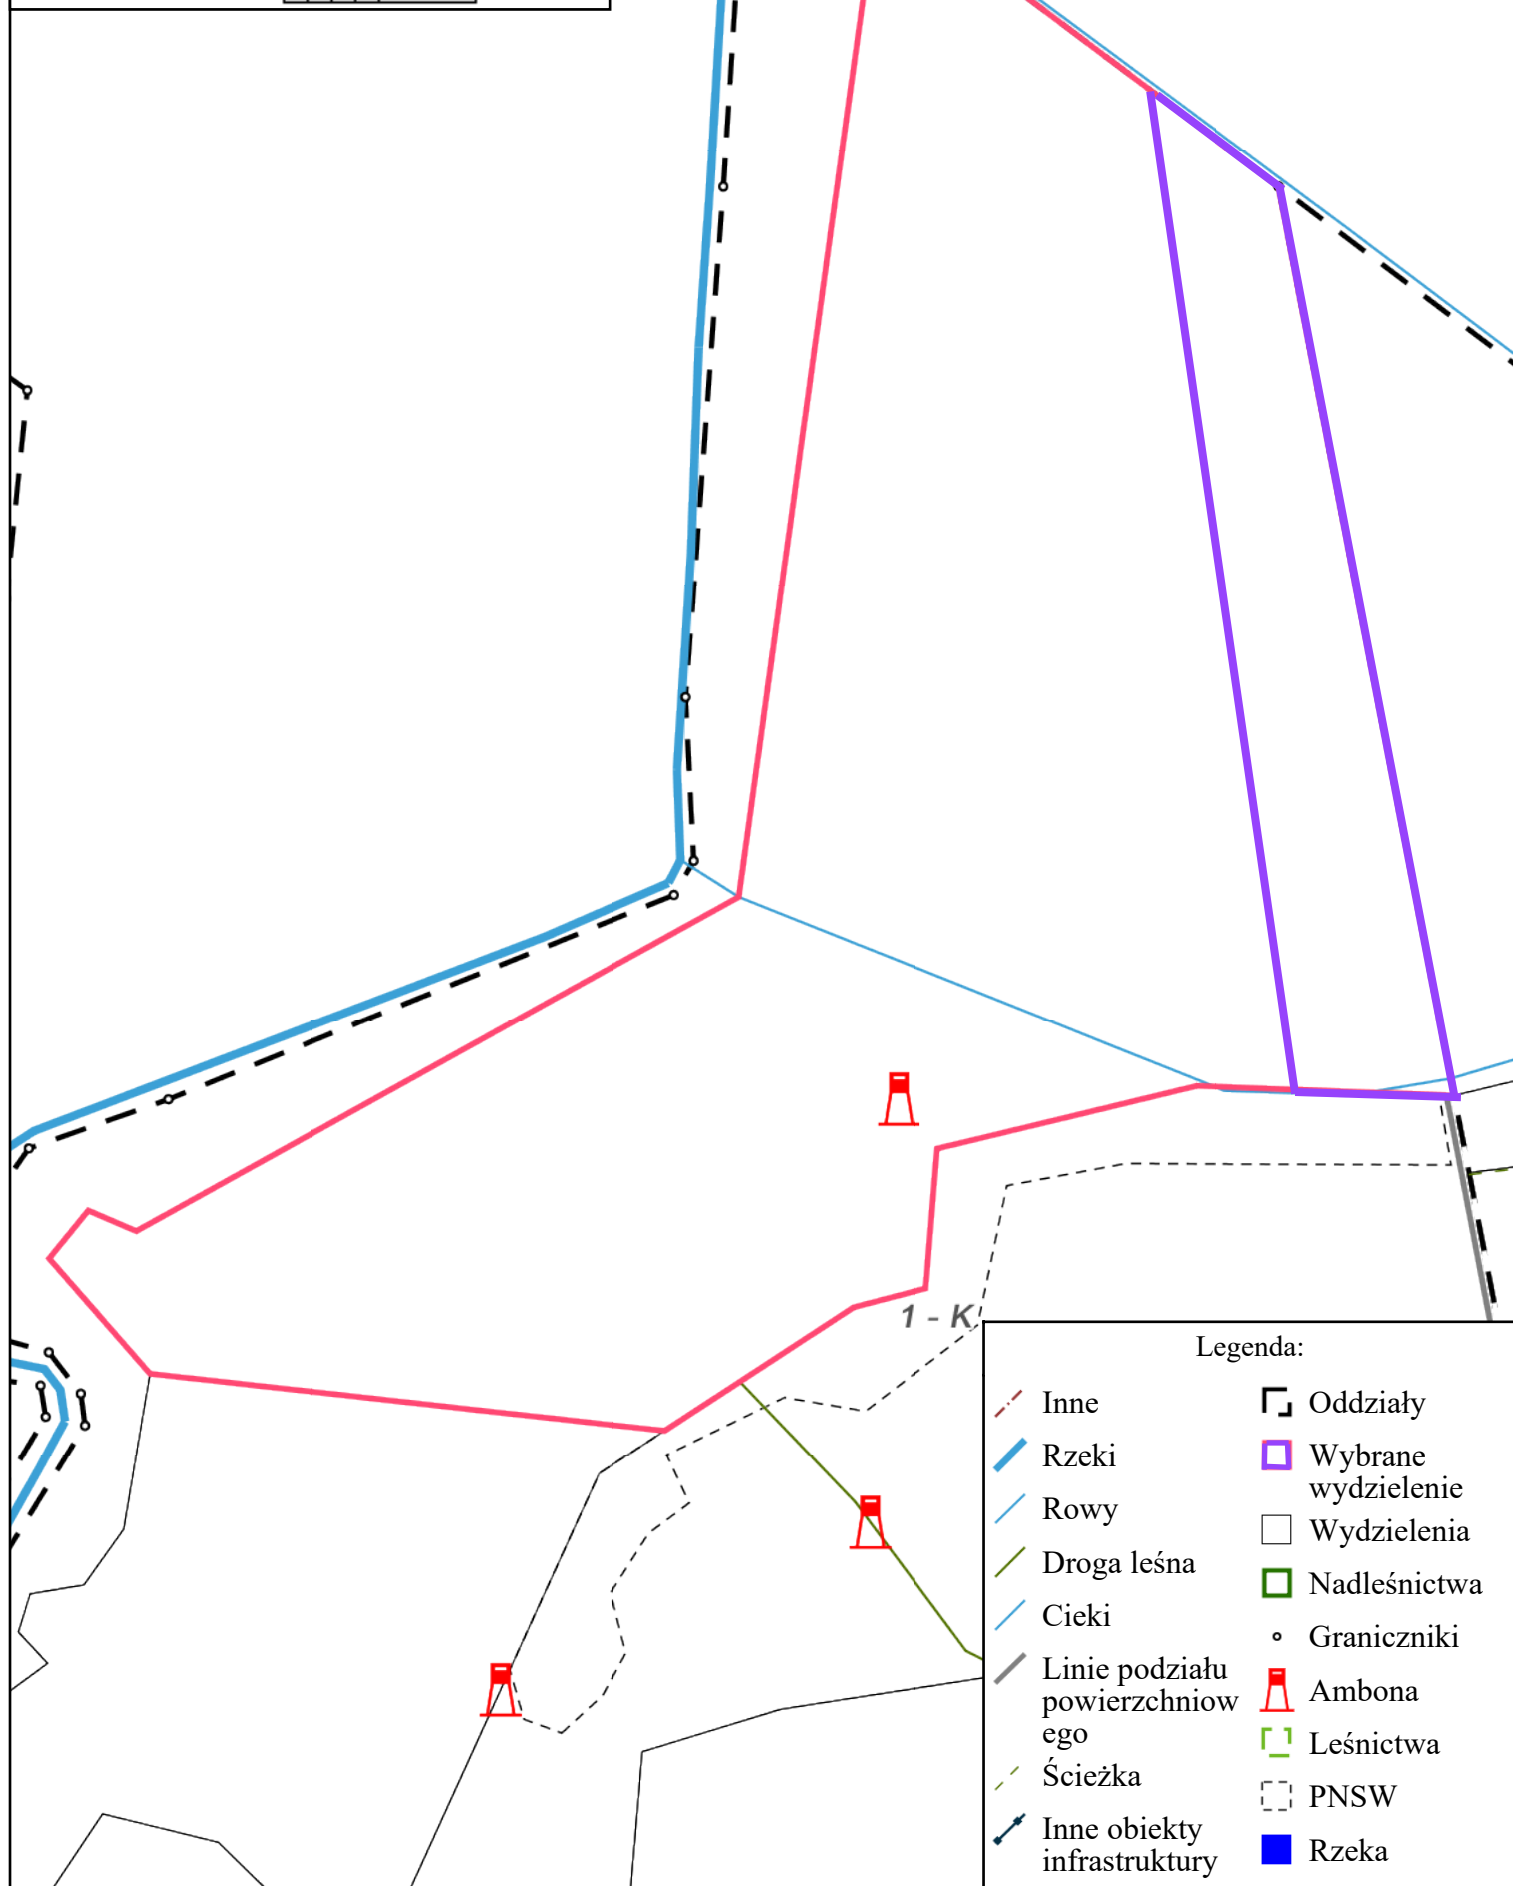 1 - K
Legenda:
Inne
Rzeki
Rowy
Droga leśna
Cieki
Linie podziału
powierzchniow
ego
Ścieżka
Inne obiekty
infrastruktury
Oddziały
Wybrane
wydzielenie
Wydzielenia
Nadleśnictwa
Graniczniki
Ambona
Leśnictwa
PNSW
Rzeka